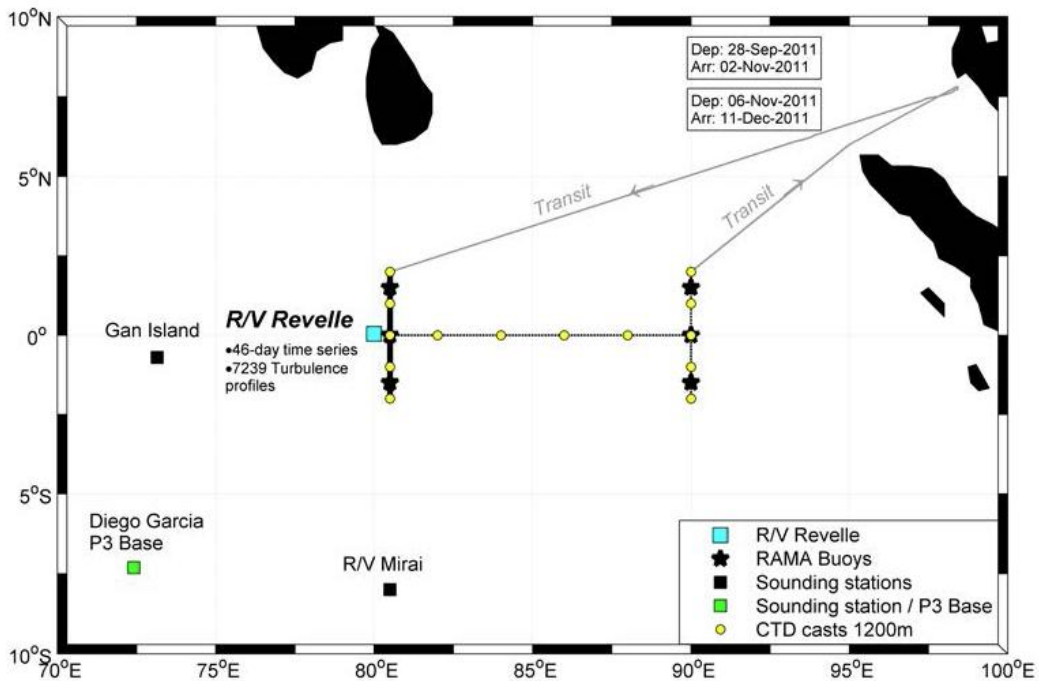 10°N
5°N
0°
5°S
10°S
70°E
75°E
80°E
85°E
90°E
95°E
100°E
Dep: 28-Sep-2011
Arr: 02-Nov-2011
Dep: 06-Nov-2011
Arr: 11-Dec-2011
Transit
Transit
Gan Island
R/V Revelle
•46-day time series
•7239 Turbulence
profiles
Diego Garcia
P3 Base
R/V Mirai
R/V Revelle
RAMA Buoys
Sounding stations
Sounding station / P3 Base
CTD casts 1200m